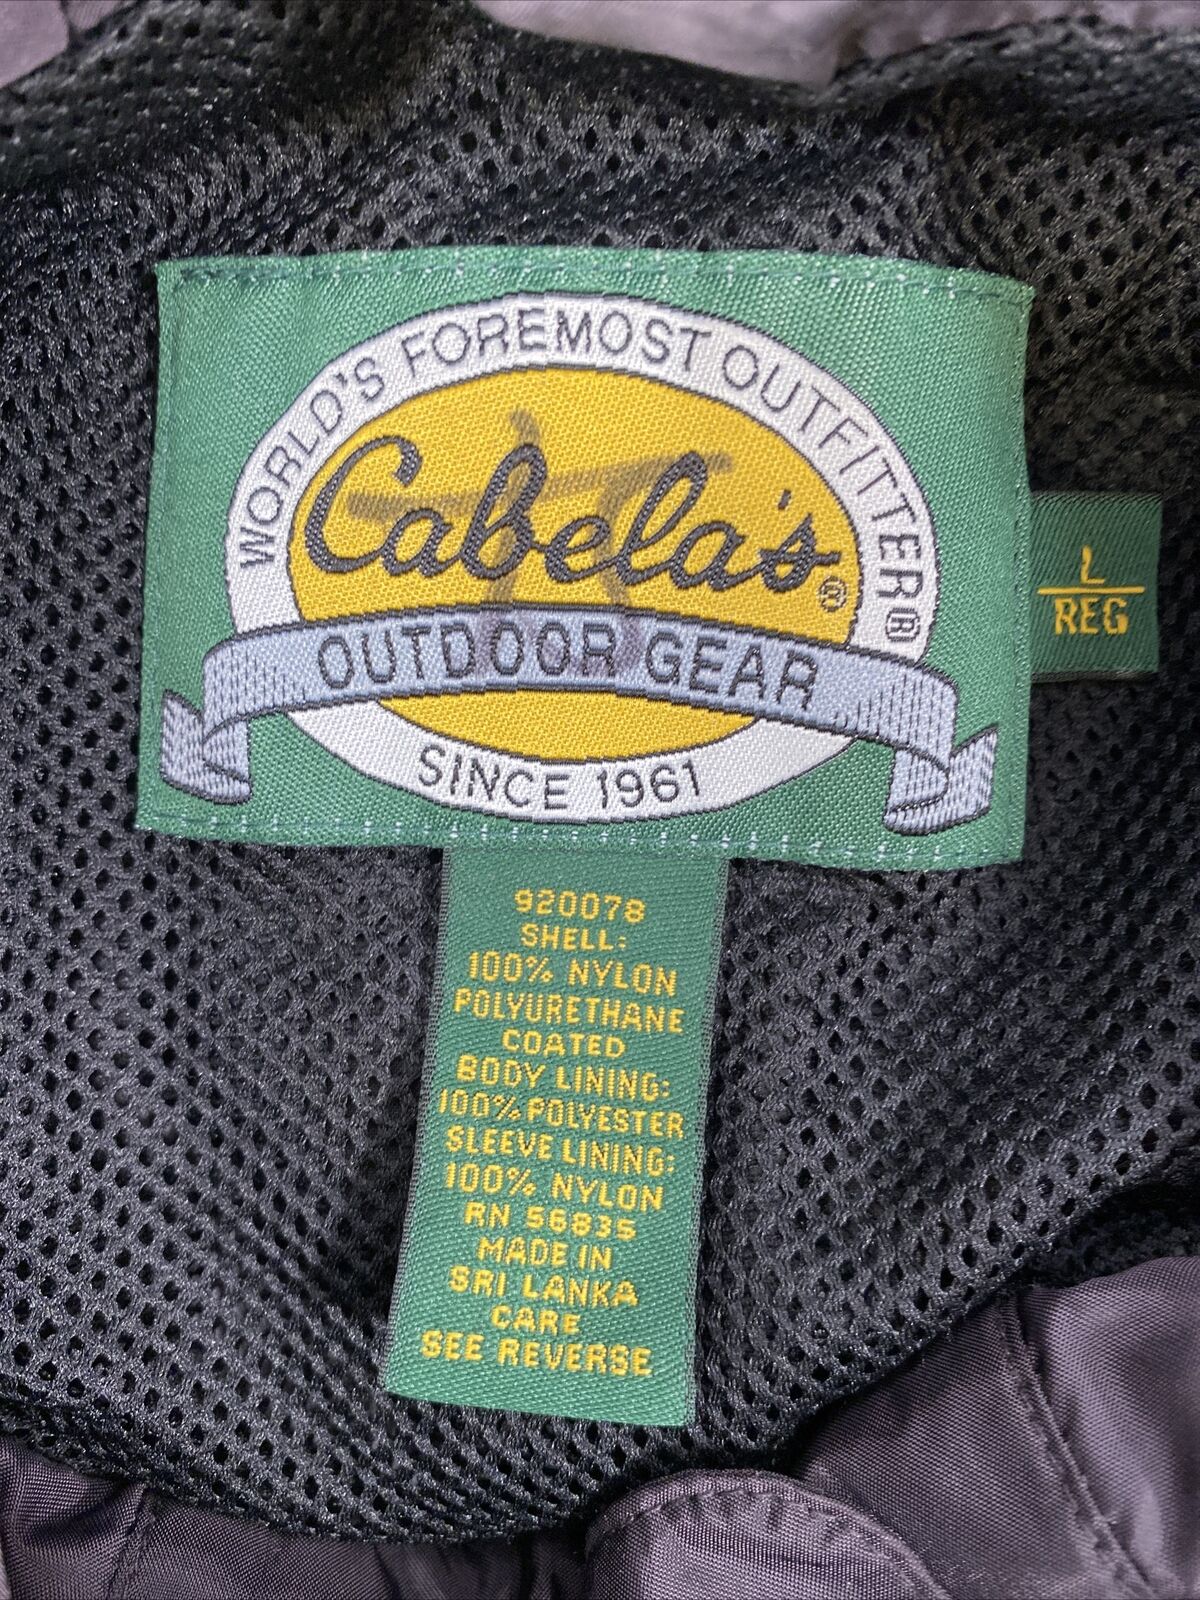 WORLD'S FOREMOST OUTFITTER®
Cabela's®
OUTDOOR GEAR
SINCE 1961
L
REG
920078
SHELL:
100% NYLON
POLYURETHANE
COATED
BODY LINING:
100% POLYESTER
SLEEVE LINING:
100% NYLON
RN 56835
MADE IN
SRI LANKA
CARE
SEE REVERSE